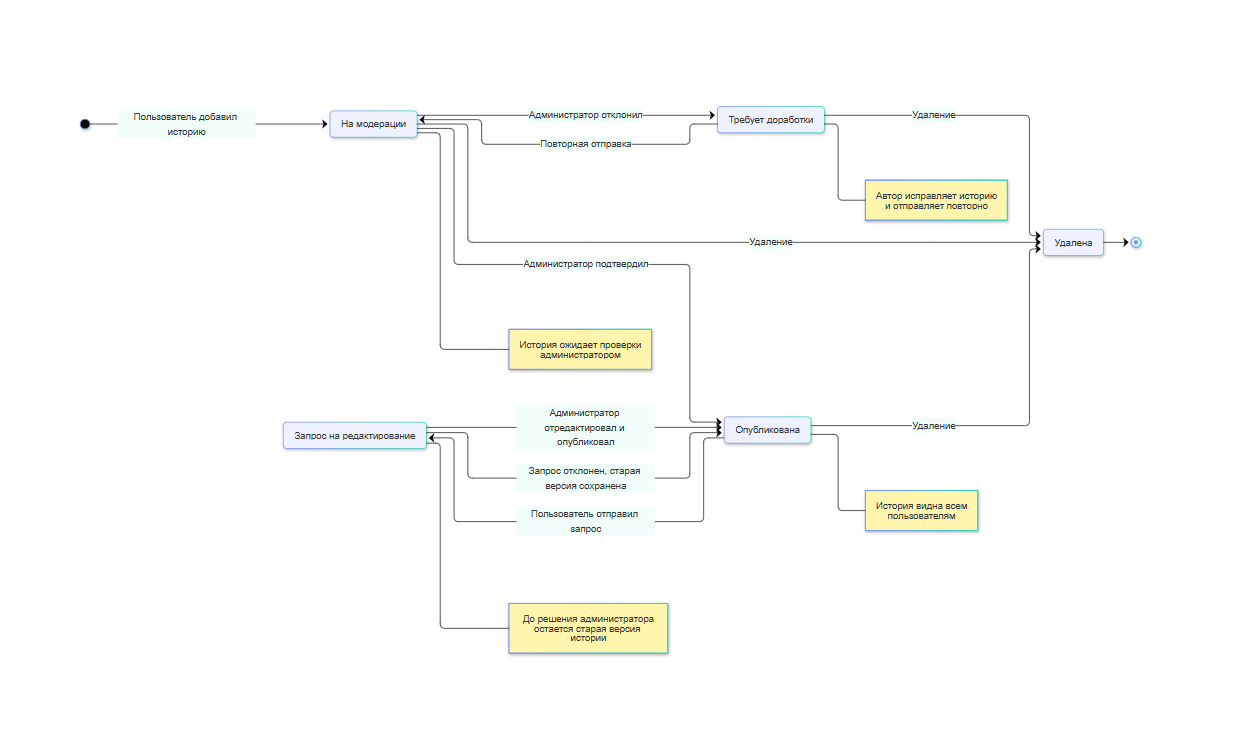 Пользователь добавил
историю
На модерации
Администратор отклонил
Повторная отправка
Требует доработки
Удаление
Автор исправляет историю
и отправляет повторно
Удаление
Удалена
Администратор подтвердил
История ожидает проверки
администратором
Запрос на редактирование
Администратор
отредактировал и
опубликовал
Запрос отклонен, старая
версия сохранена
Пользователь отправил
запрос
Опубликована
Удаление
История видна всем
пользователям
До решения администратора
остается старая версия
истории